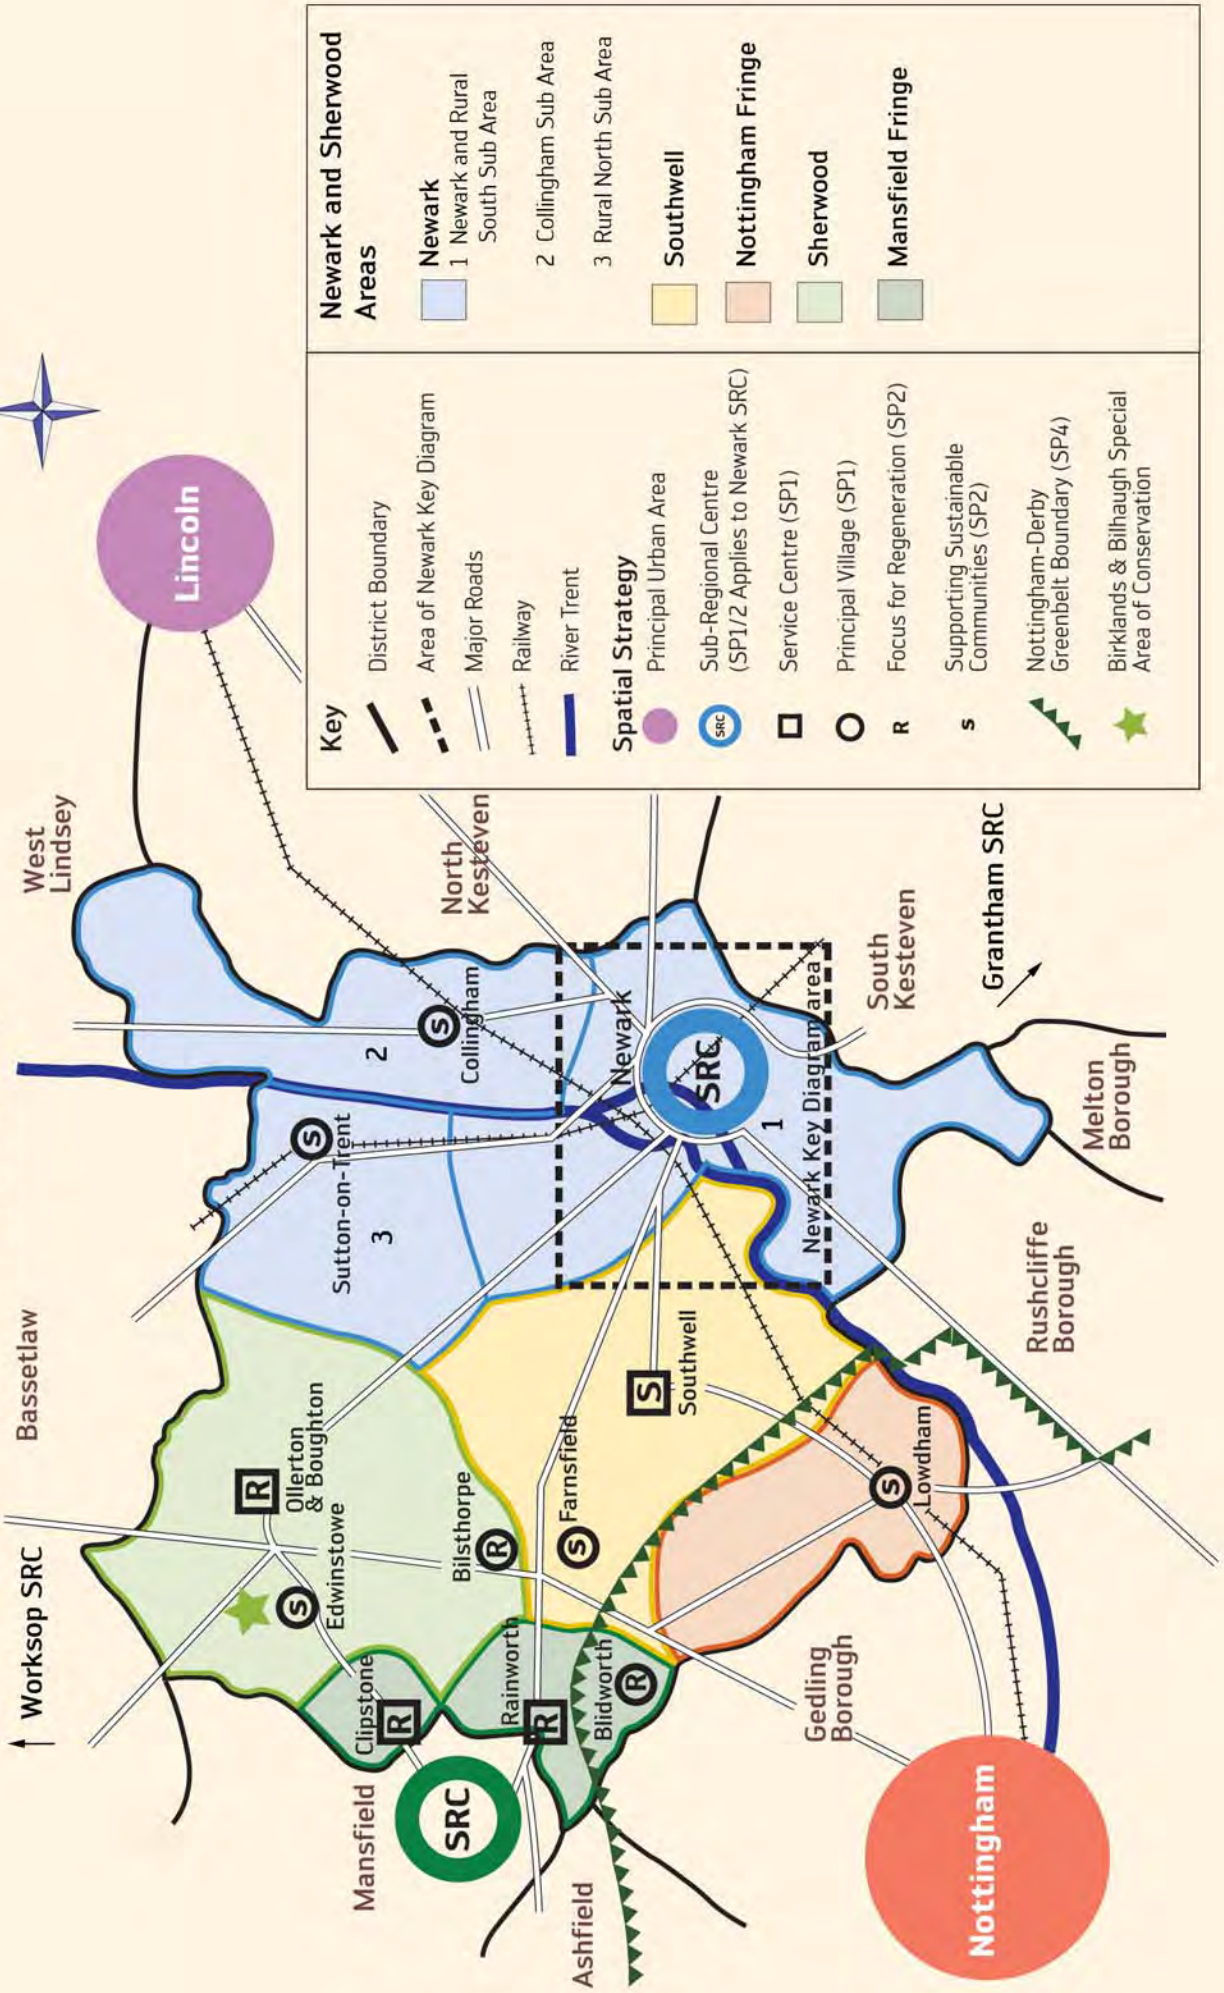 Worksop SRC
Bassetlaw
West
Lindsey
Lincoln
Ollerton
& Boughton
R
Edwinstowe
S
Sutton-on-Trent
S
3
2
Collingham
S
North
Kesteven
Mansfield
SRC
Clipstone
R
Bilsthorpe
R
Rainworth
R
Farnsfield
S
Blidworth
R
Southwell
S
Newark
SRC
1
Newark Key Diagram area
Ashfield
Gedling
Borough
Lowdham
S
Nottingham
Rushcliffe
Borough
Melton
Borough
South
Kesteven
Grantham SRC
Key
District Boundary
Area of Newark Key Diagram
Major Roads
Railway
River Trent
Spatial Strategy
Principal Urban Area
SRC
Sub-Regional Centre
(SP1/2 Applies to Newark SRC)
Service Centre (SP1)
Principal Village (SP1)
R Focus for Regeneration (SP2)
S Supporting Sustainable
Communities (SP2)
Nottingham-Derby
Greenbelt Boundary (SP4)
Birklands & Bilhaugh Special
Area of Conservation
Newark and Sherwood
Areas
Newark
1 Newark and Rural
South Sub Area
2 Collingham Sub Area
3 Rural North Sub Area
Southwell
Nottingham Fringe
Sherwood
Mansfield Fringe